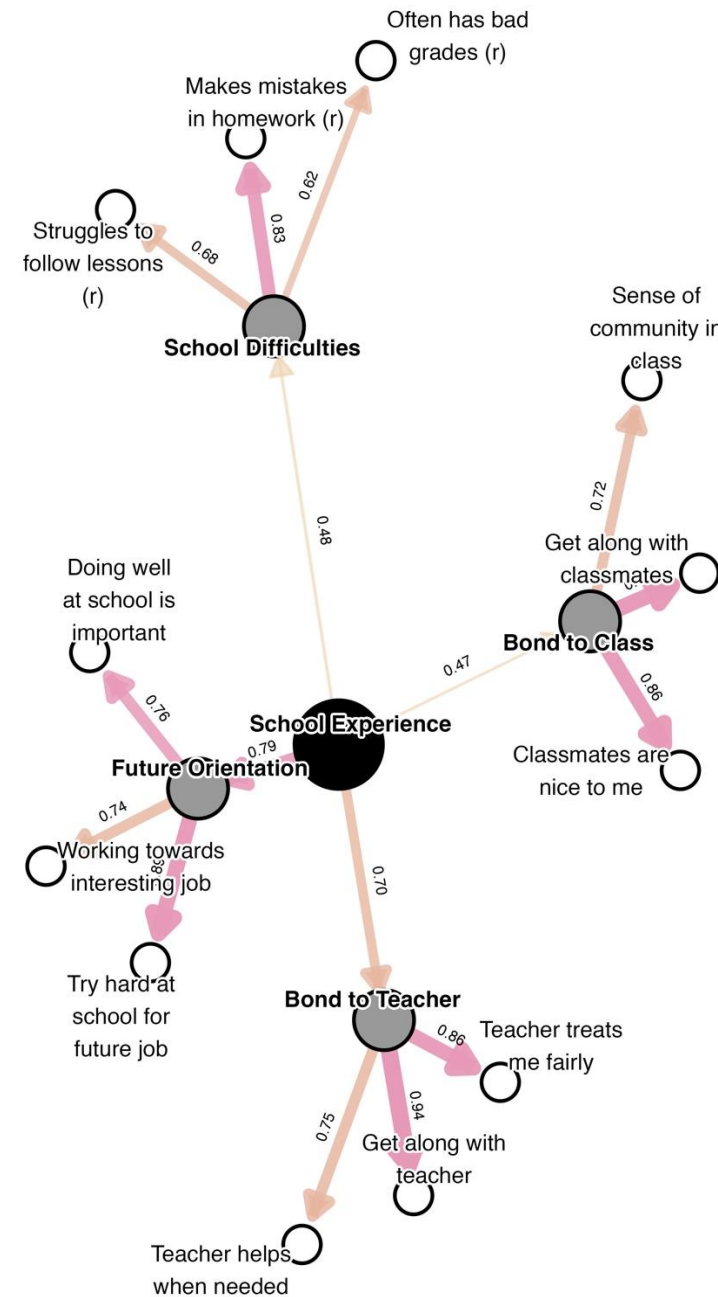 Often has bad
grades (r)
Makes mistakes
in homework (r)
0.62
0.83
Struggles to
follow lessons
(r)
0.68
School Difficulties
Sense of
community in
class
0.72
0.48
Get along with
classmates
Doing well
at school is
important
Bond to Class
0.47
0.86
0.76
School Experience
0.79
Future Orientation
Classmates are
nice to me
0.74
Working towards
interesting job
0.70
Try hard at
school for
future job
Bond to Teacher
Teacher treats
me fairly
0.86
0.94
0.75
Get along with
teacher
Teacher helps
when needed